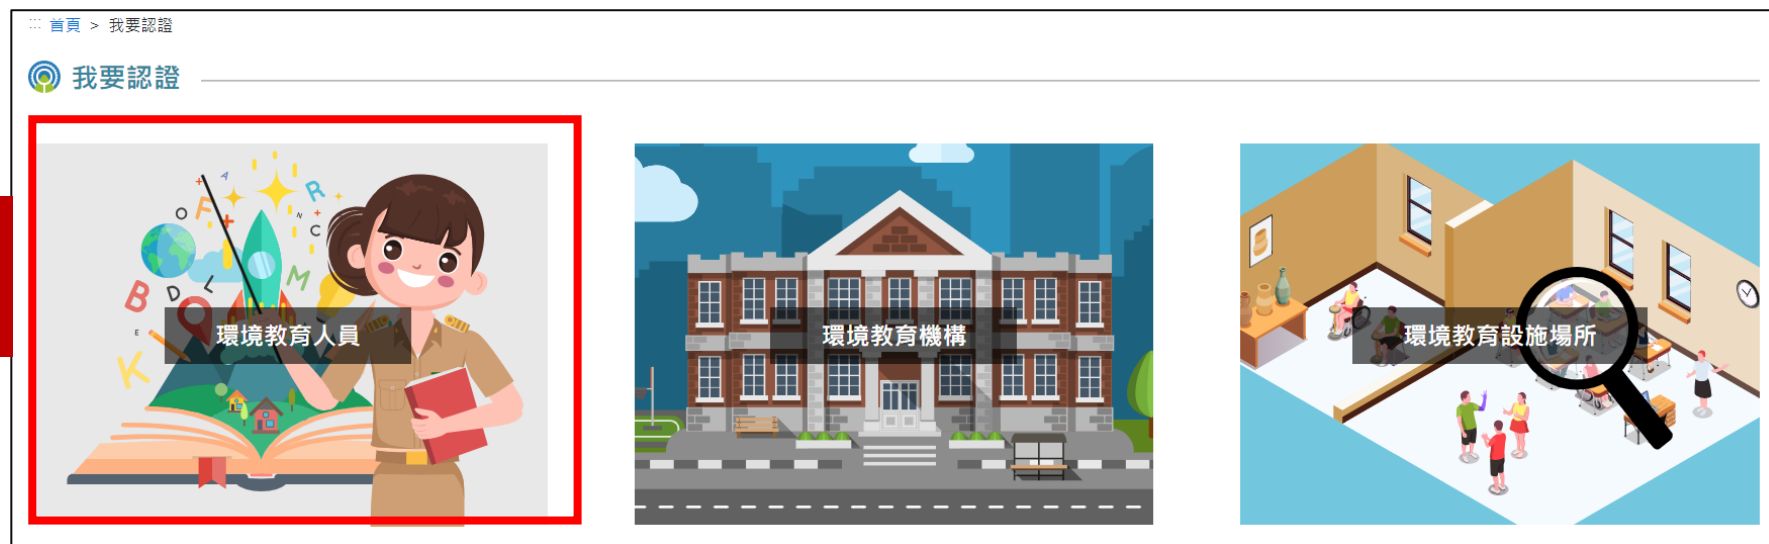 ::: 首頁 > 我要認證
我要認證
A
R
O
F
N
C
M
B
D
L
E
K
環境教育人員
環境教育機構
環境教育設施場所